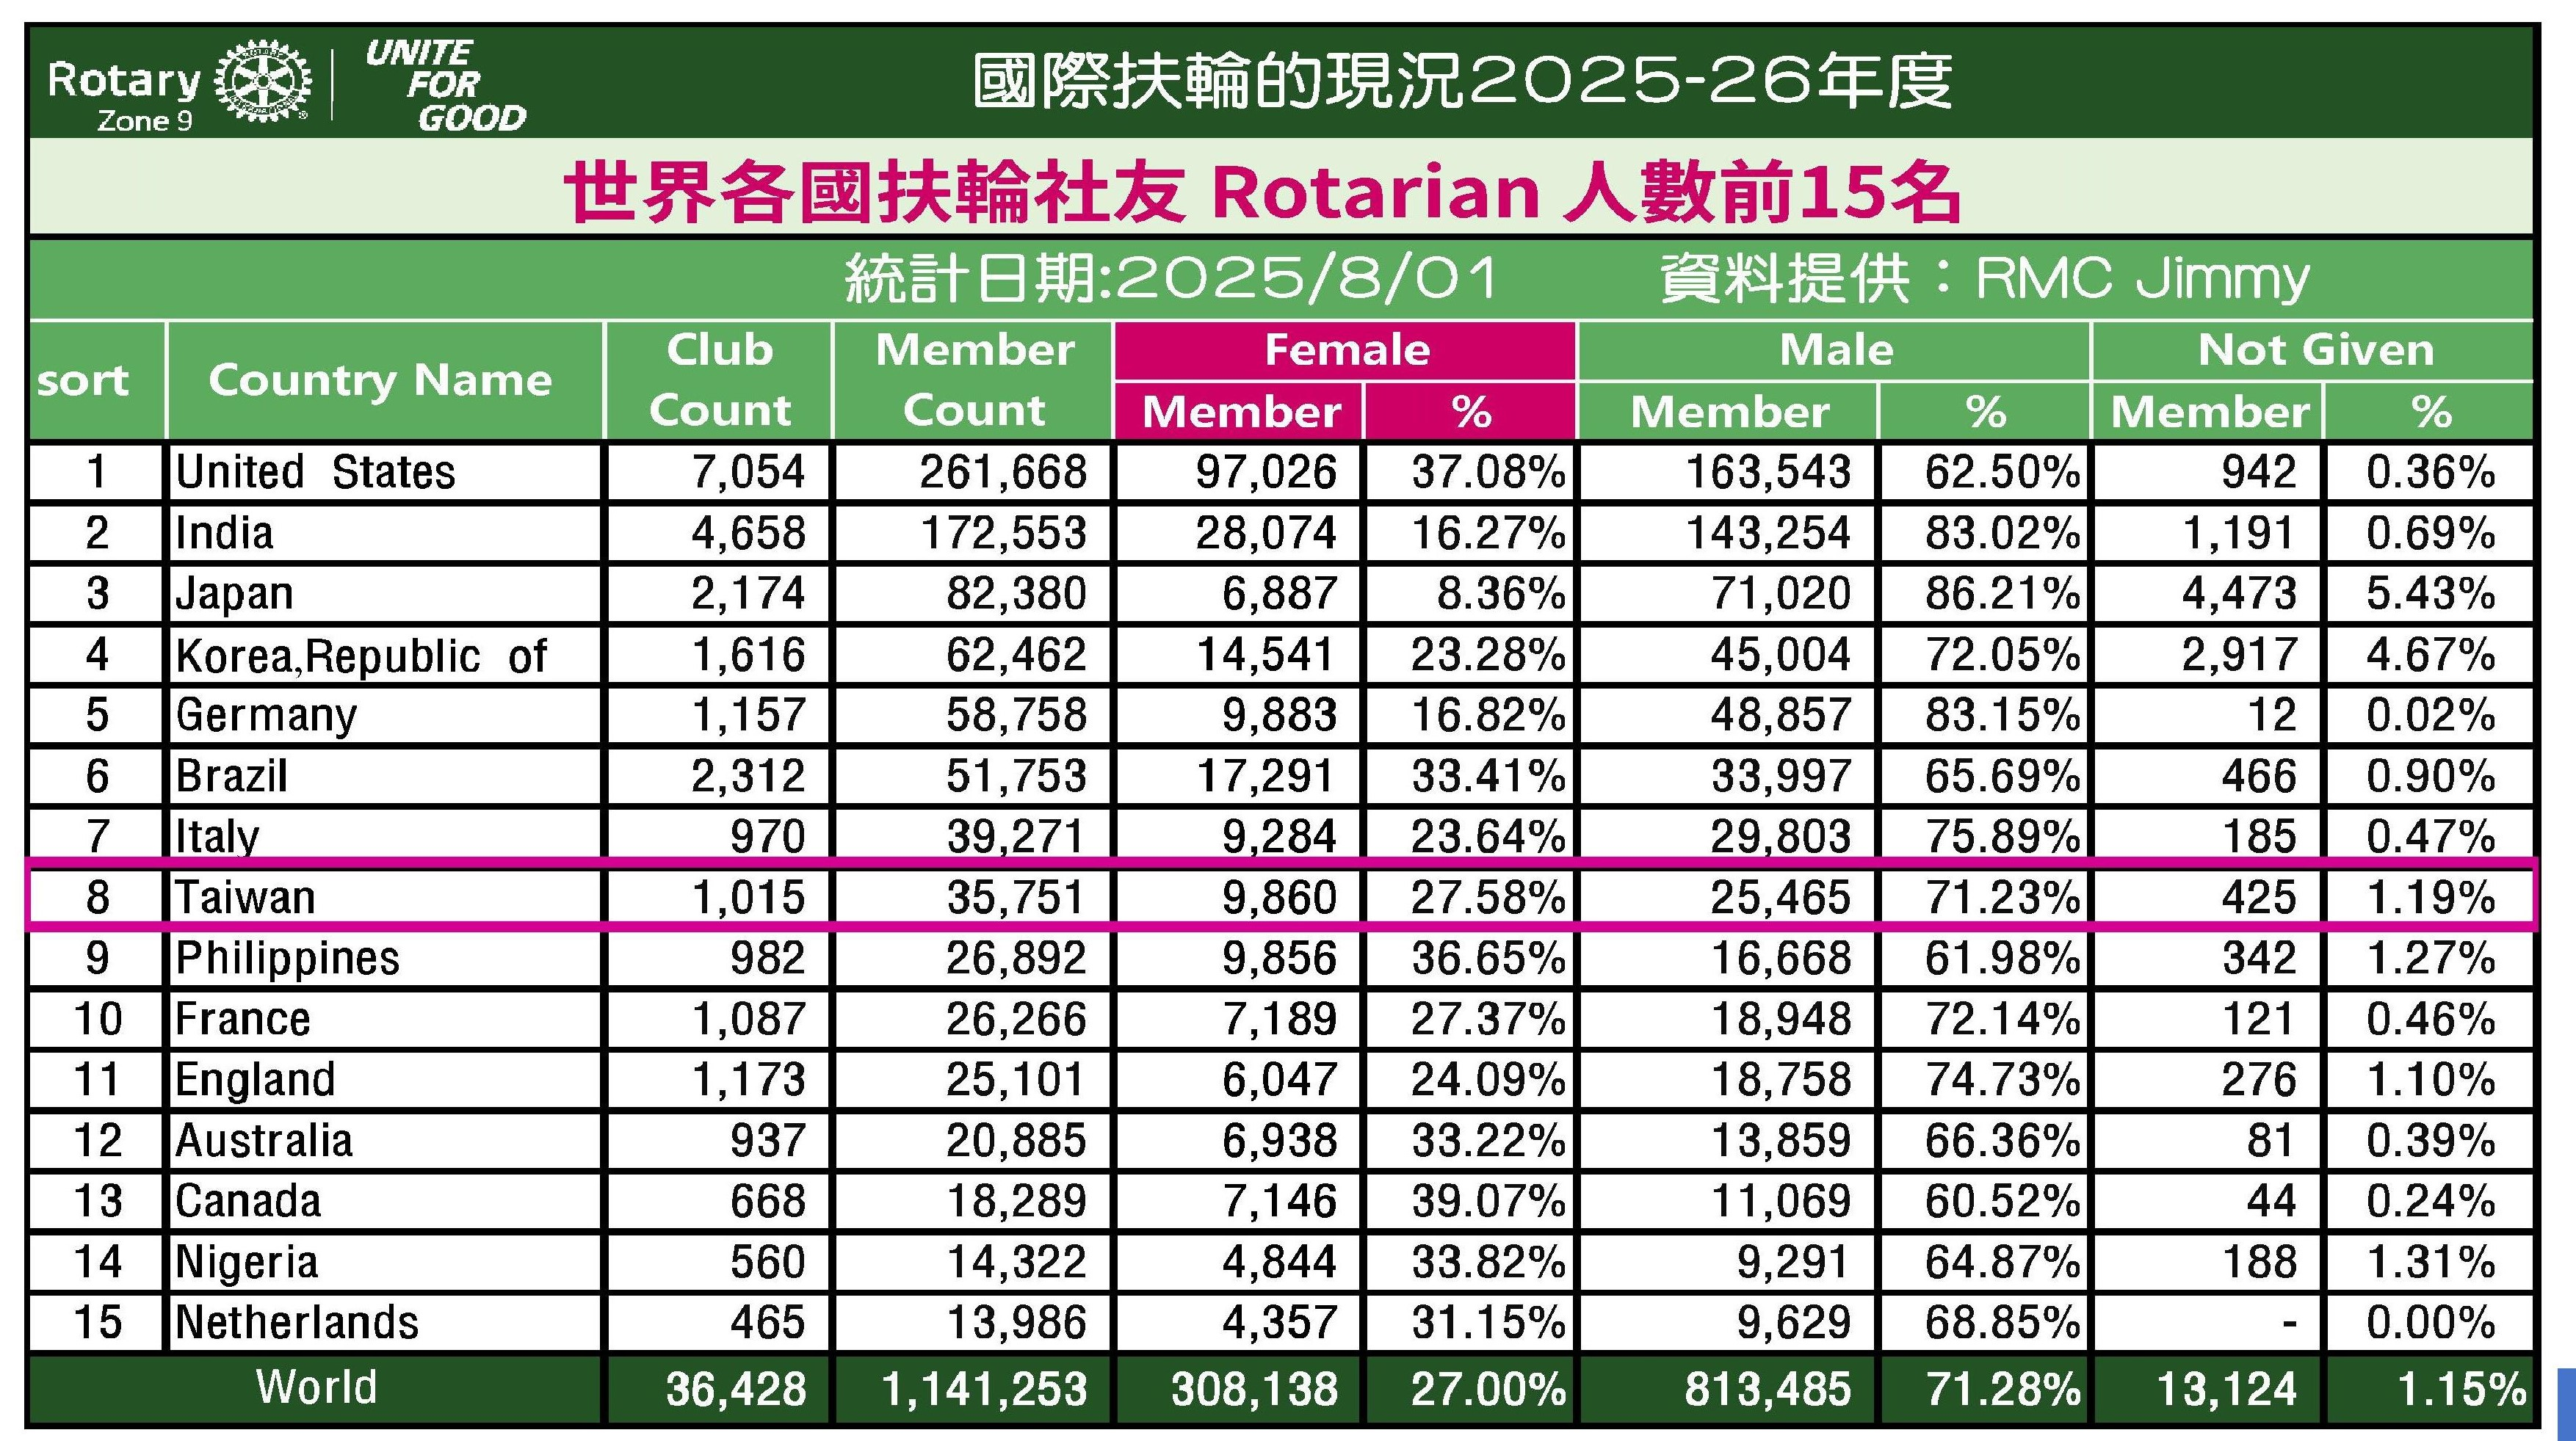 Rotary
Zone 9
UNITE
FOR
GOOD
國際扶輪的現況2025-26年度
世界各國扶輪社友 Rotarian 人數前15名
統計日期:2025/8/01 資料提供：RMC Jimmy
sort Country Name Club Count Member Count Female Male Not Given
Member % Member % Member %
1 United States 7,054 261,668 97,026 37.08% 163,543 62.50% 942 0.36%
2 India 4,658 172,553 28,074 16.27% 143,254 83.02% 1,191 0.69%
3 Japan 2,174 82,380 6,887 8.36% 71,020 86.21% 4,473 5.43%
4 Korea,Republic of 1,616 62,462 14,541 23.28% 45,004 72.05% 2,917 4.67%
5 Germany 1,157 58,758 9,883 16.82% 48,857 83.15% 12 0.02%
6 Brazil 2,312 51,753 17,291 33.41% 33,997 65.69% 466 0.90%
7 Italy 970 39,271 9,284 23.64% 29,803 75.89% 185 0.47%
8 Taiwan 1,015 35,751 9,860 27.58% 25,465 71.23% 425 1.19%
9 Philippines 982 26,892 9,856 36.65% 16,668 61.98% 342 1.27%
10 France 1,087 26,266 7,189 27.37% 18,948 72.14% 121 0.46%
11 England 1,173 25,101 6,047 24.09% 18,758 74.73% 276 1.10%
12 Australia 937 20,885 6,938 33.22% 13,859 66.36% 81 0.39%
13 Canada 668 18,289 7,146 39.07% 11,069 60.52% 44 0.24%
14 Nigeria 560 14,322 4,844 33.82% 9,291 64.87% 188 1.31%
15 Netherlands 465 13,986 4,357 31.15% 9,629 68.85% - 0.00%
World 36,428 1,141,253 308,138 27.00% 813,485 71.28% 13,124 1.15%